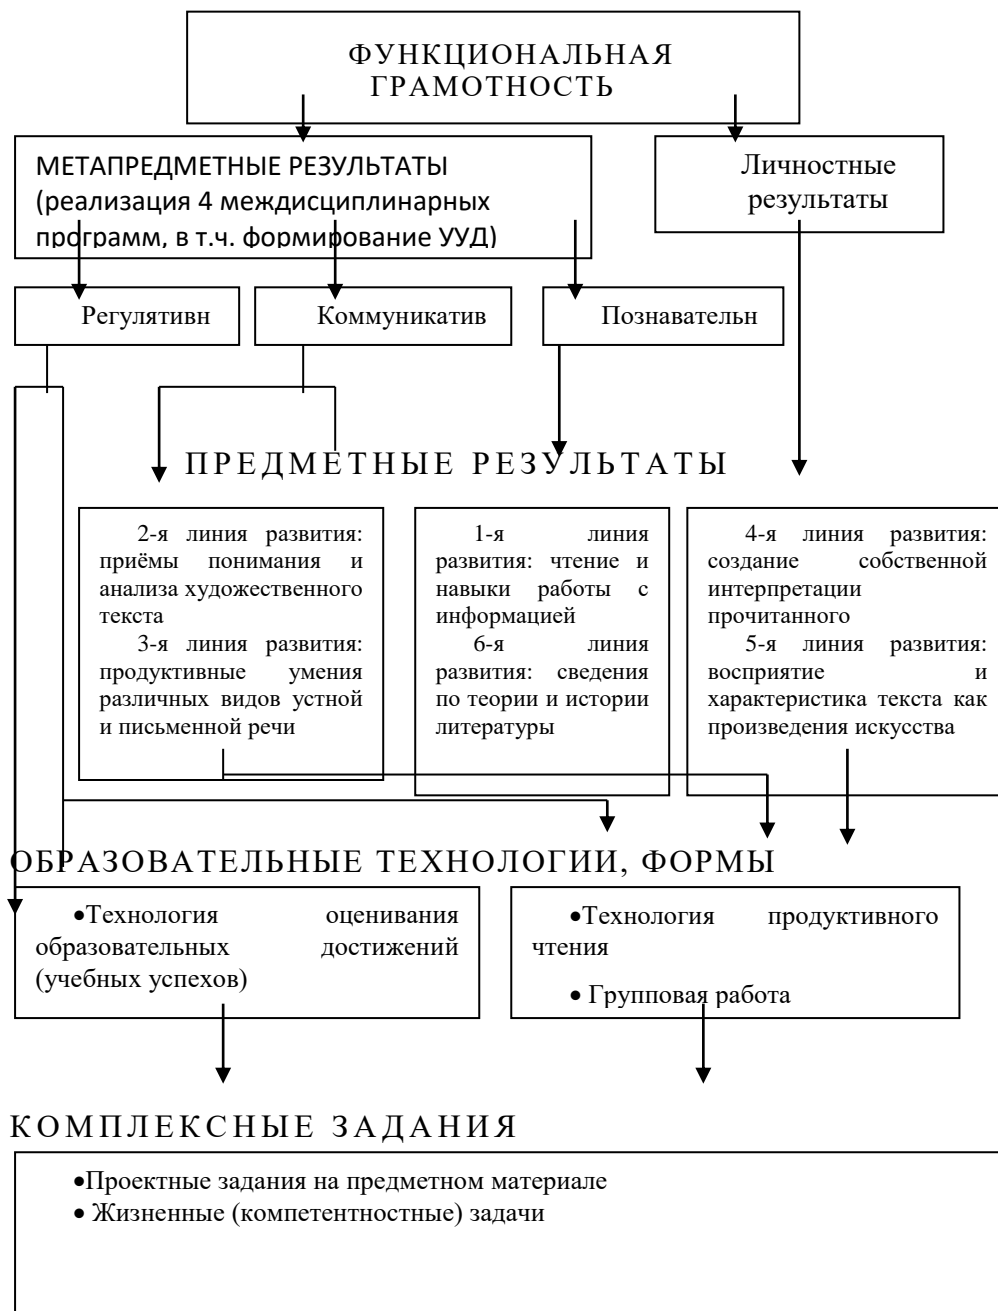 ФУНКЦИОНАЛЬНАЯ
ГРАМОТНОСТЬ
МЕТАПРЕДМЕТНЫЕ РЕЗУЛЬТАТЫ
(реализация 4 междисциплинарных
программ, в т.ч. формирование УУД)
Личностные
результаты
Регулятивн
Коммуникатив
Познавательн
ПРЕДМЕТНЫЕ РЕЗУЛЬТАТЫ
2-я линия развития:
приёмы понимания и
анализа художественного
текста
3-я линия развития:
продуктивные умения
различных видов устной
и письменной речи
1-я линия
развития: чтение и
навыки работы с
информацией
6-я линия
развития: сведения
по теории и истории
литературы
4-я линия развития:
создание собственной
интерпретации
прочитанного
5-я линия развития:
восприятие и
характеристика текста как
произведения искусства
ОБРАЗОВАТЕЛЬНЫЕ ТЕХНОЛОГИИ, ФОРМЫ
•Технология оценивания
образовательных достижений
(учебных успехов)
•Технология продуктивного
чтения
• Групповая работа
КОМПЛЕКСНЫЕ ЗАДАНИЯ
•Проектные задания на предметном материале
• Жизненные (компетентностные) задачи